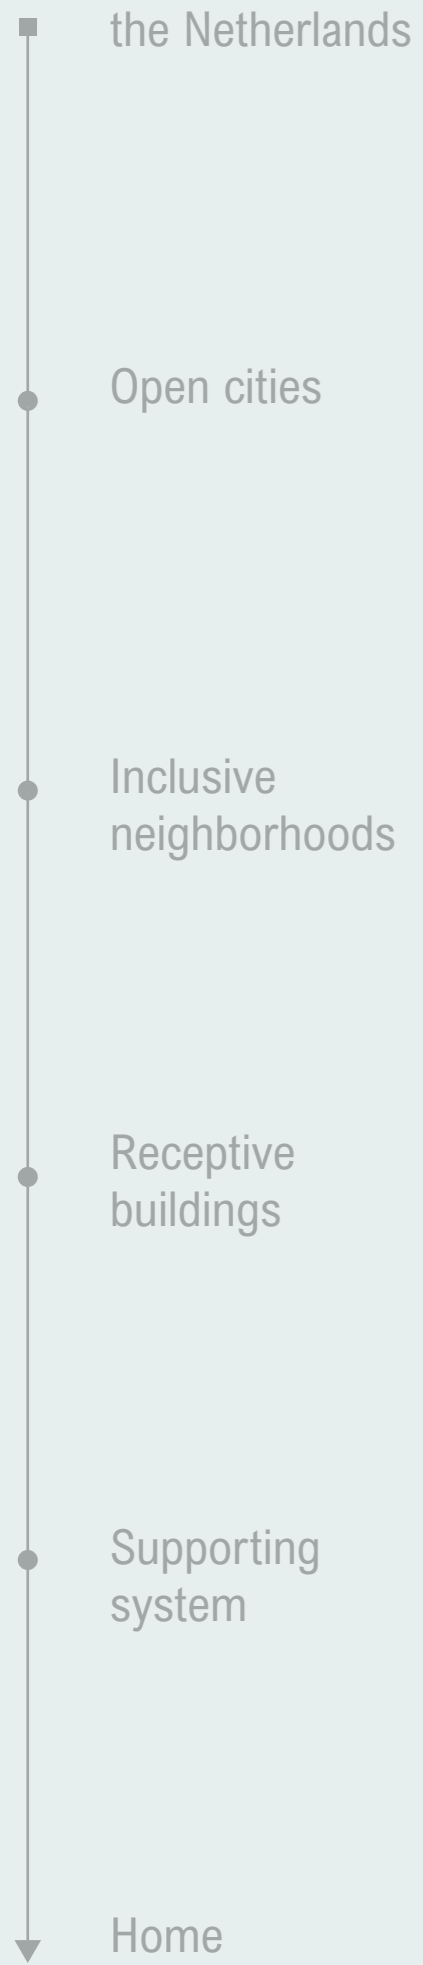 the Netherlands
Open cities
Inclusive
neighborhoods
Receptive
buildings
Supporting
system
Home